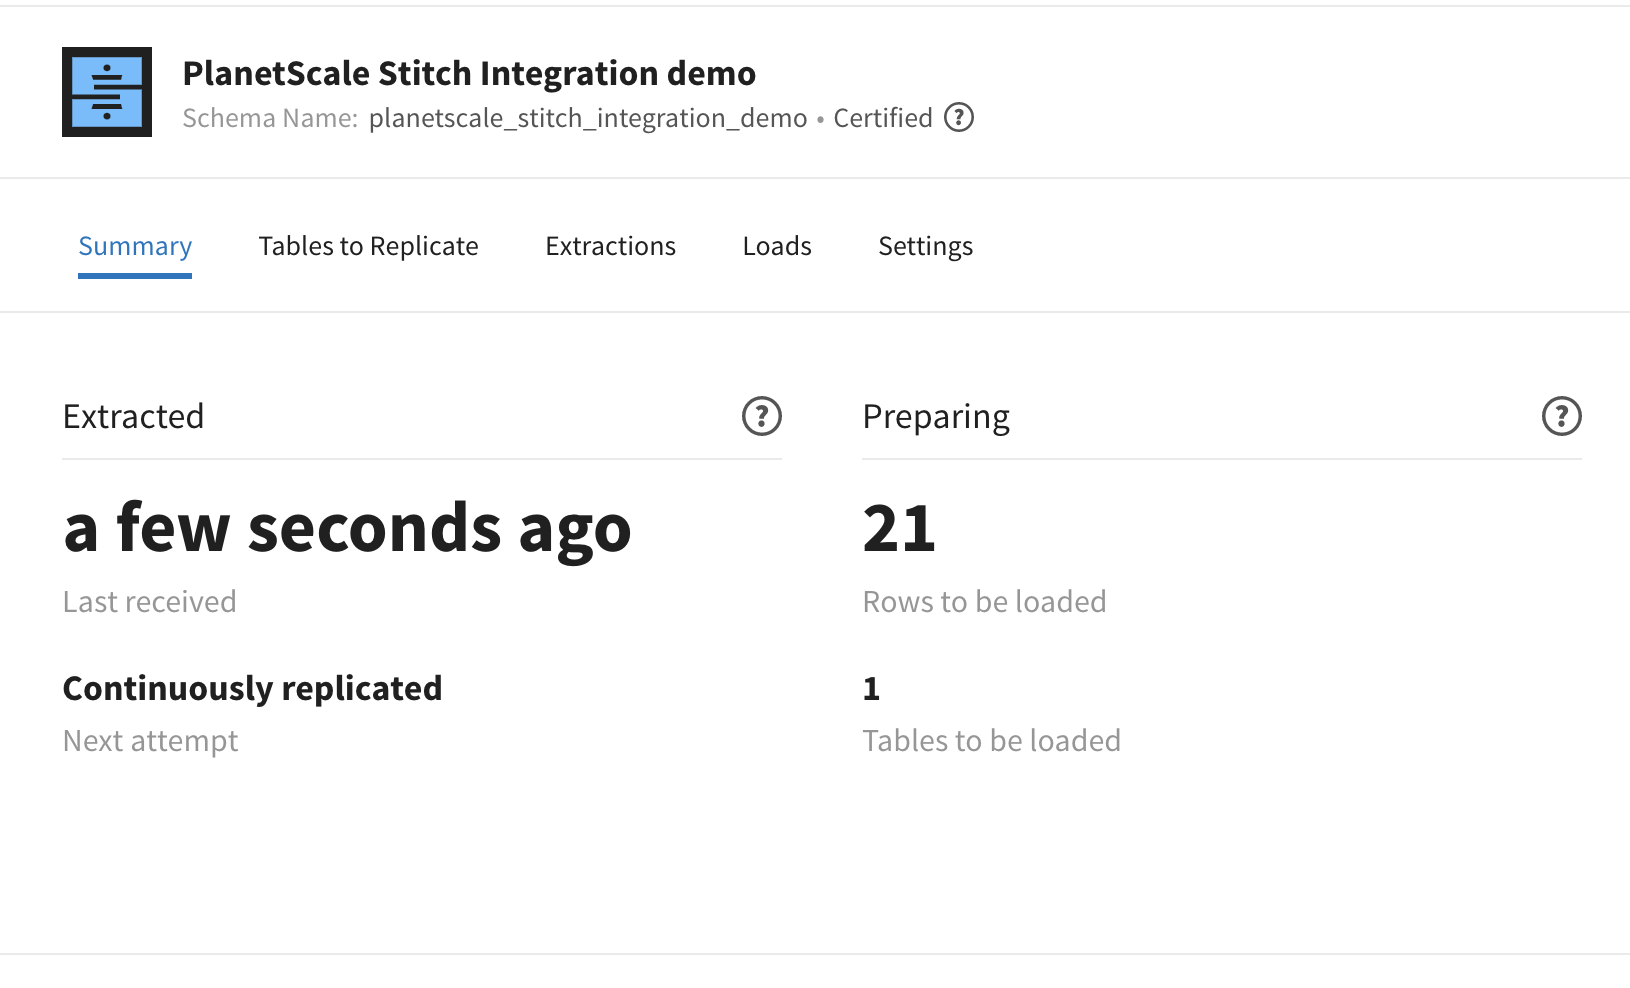 PlanetScale Stitch Integration demo
Schema Name: planetscale_stitch_integration_demo • Certified ?
Summary Tables to Replicate Extractions Loads Settings
Extracted ?
a few seconds ago
Last received
Continuously replicated
Next attempt
Preparing ?
21
Rows to be loaded
1
Tables to be loaded